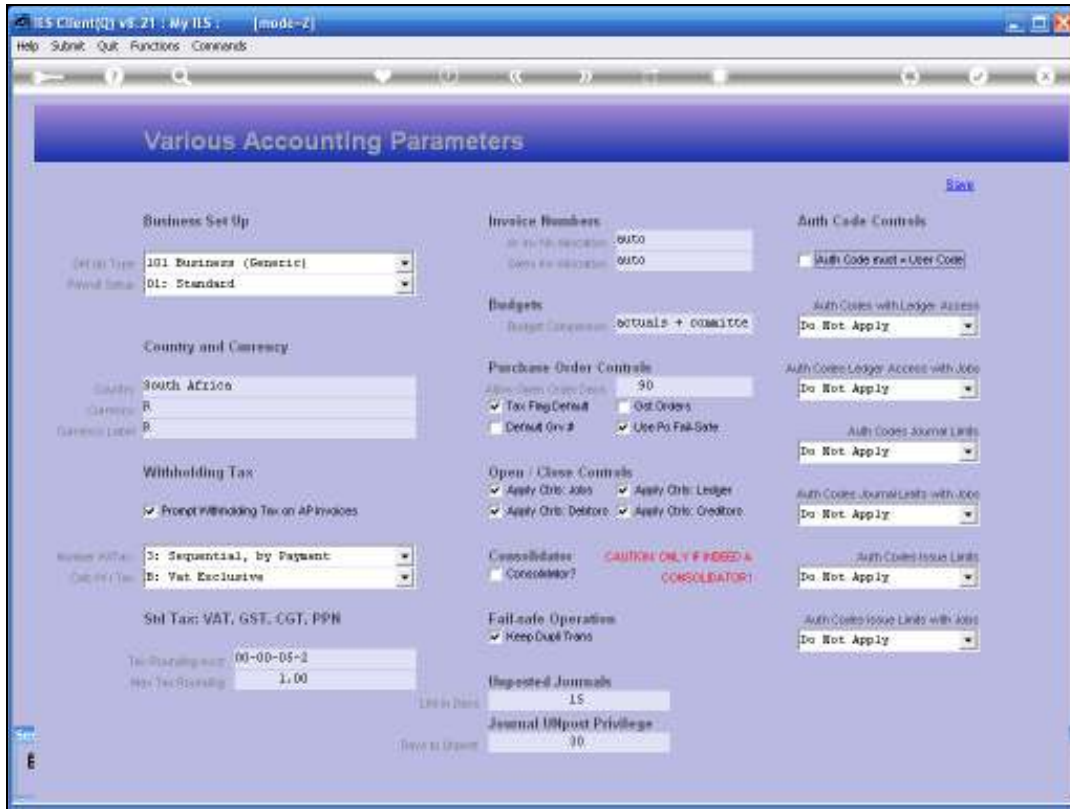 IES Client(Q) v8.21 : My IES : [mode=2]
Help Submit Quit Functions Commands
Various Accounting Parameters
Save
Business Set Up
101 Business (Generic)
01: Standard
Country and Currency
Country South Africa
Currency R
Currency Label R
Withholding Tax
Prompt Withholding Tax on AP Invoices
3: Sequential, by Payment
B: Vat Exclusive
Std Tax: VAT, GST, CGT, PPN
Tax Rounding acct 00-00-05-2
Max Tax Rounding 1.00
Invoice Numbers
auto
auto
Budgets
Budget Comparison actuals + committe
Purchase Order Controls
Allow Open Order Days 90
Tax Flag Default Gst Orders
Default Grv # Use Po Fail-Safe
Open / Close Controls
Apply Ctrls: Jobs Apply Ctrls: Ledger
Apply Ctrls: Debtors Apply Ctrls: Creditors
Consolidator CAUTION: ONLY IF INDEED A
Consolidator? CONSOLIDATOR!
Fail-safe Operation
Keep Dupli Trans
Unposted Journals
Limit in Days 15
Journal UNpost Privilege
Days to Unpost
Auth Code Controls
Auth Code must = User Code
Auth Codes with Ledger Access
Do Not Apply
Auth Codes Ledger Access with Jobs
Do Not Apply
Auth Codes Journal Limits
Do Not Apply
Auth Codes Journal Limits with Jobs
Do Not Apply
Auth Codes Issue Limits
Do Not Apply
Auth Codes Issue Limits with Jobs
Do Not Apply